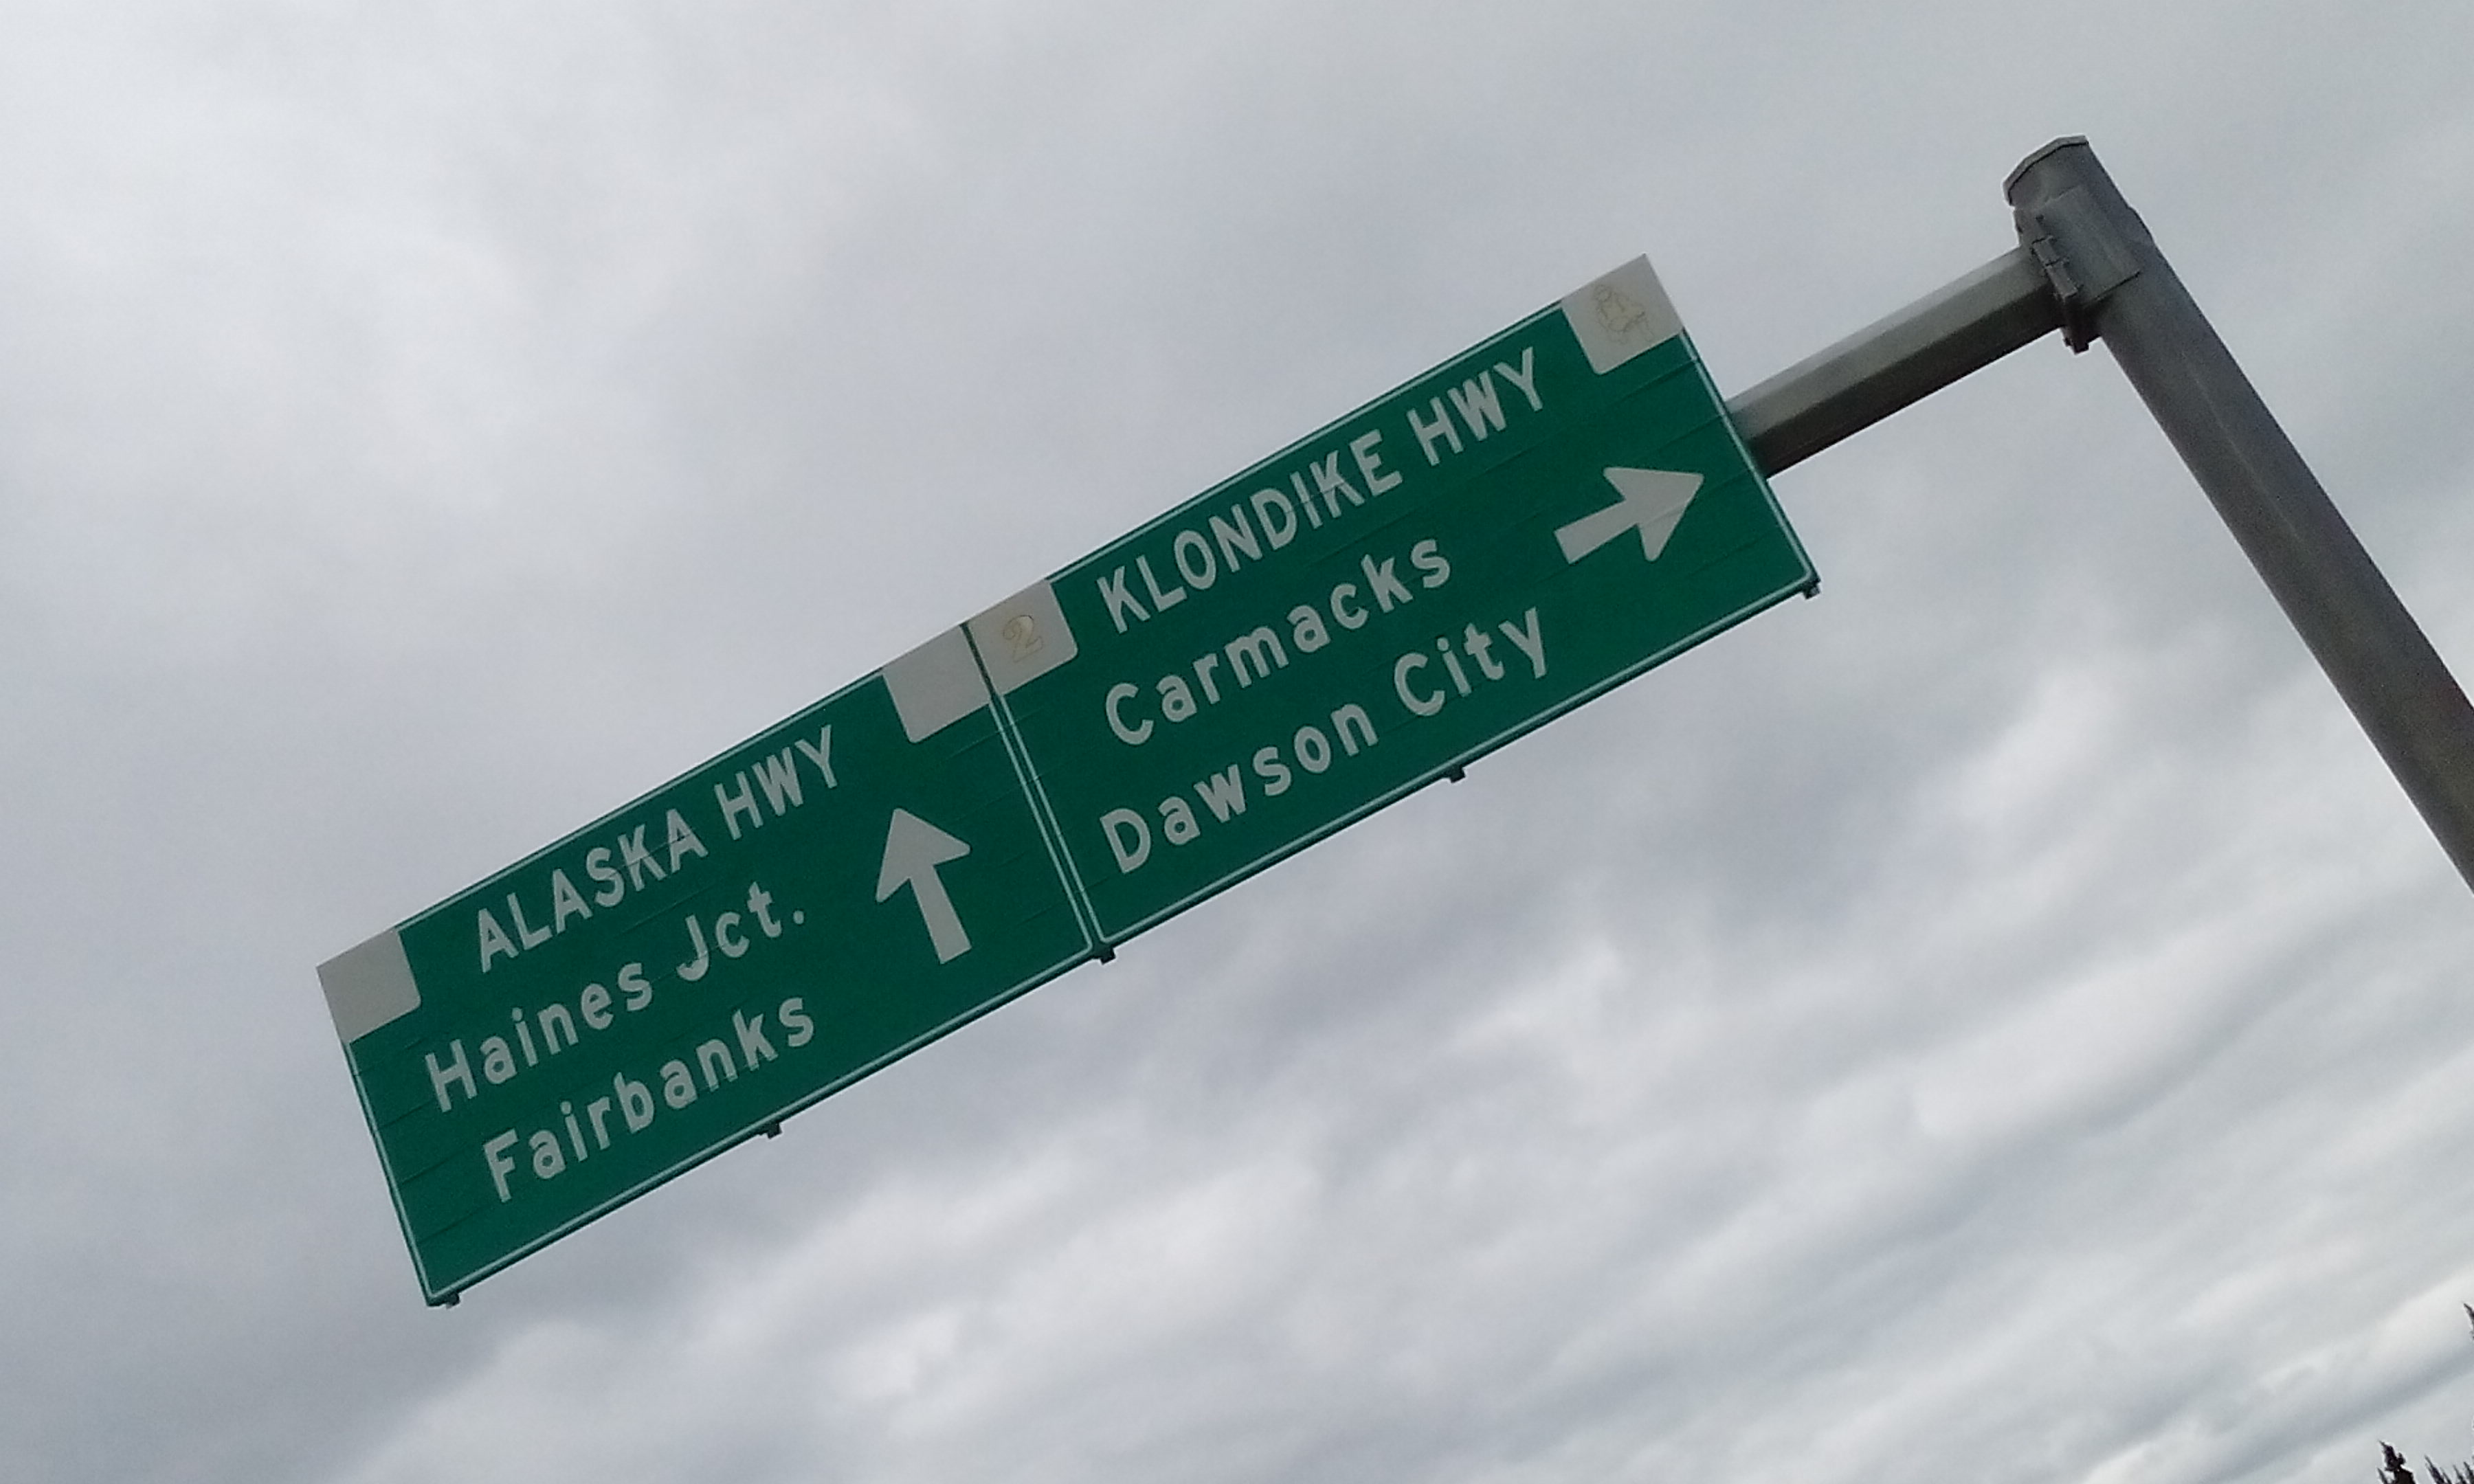 ALASKA HWY
Haines Jct.
Fairbanks
2
KLONDIKE HWY
Carmacks
Dawson City